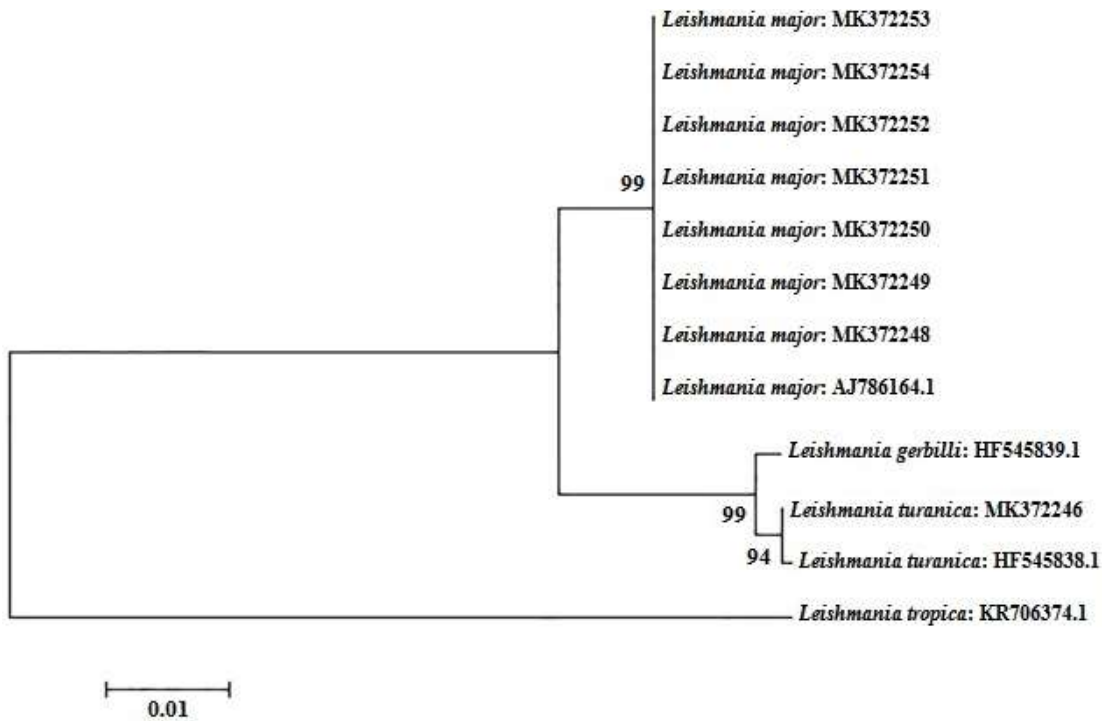 Leishmania major: MK372253
Leishmania major: MK372254
Leishmania major: MK372252
Leishmania major: MK372251
99
Leishmania major: MK372250
Leishmania major: MK372249
Leishmania major: MK372248
Leishmania major: AJ786164.1
Leishmania gerbilli: HF545839.1
Leishmania turanica: MK372246
99
94
Leishmania turanica: HF545838.1
Leishmania tropica: KR706374.1
0.01